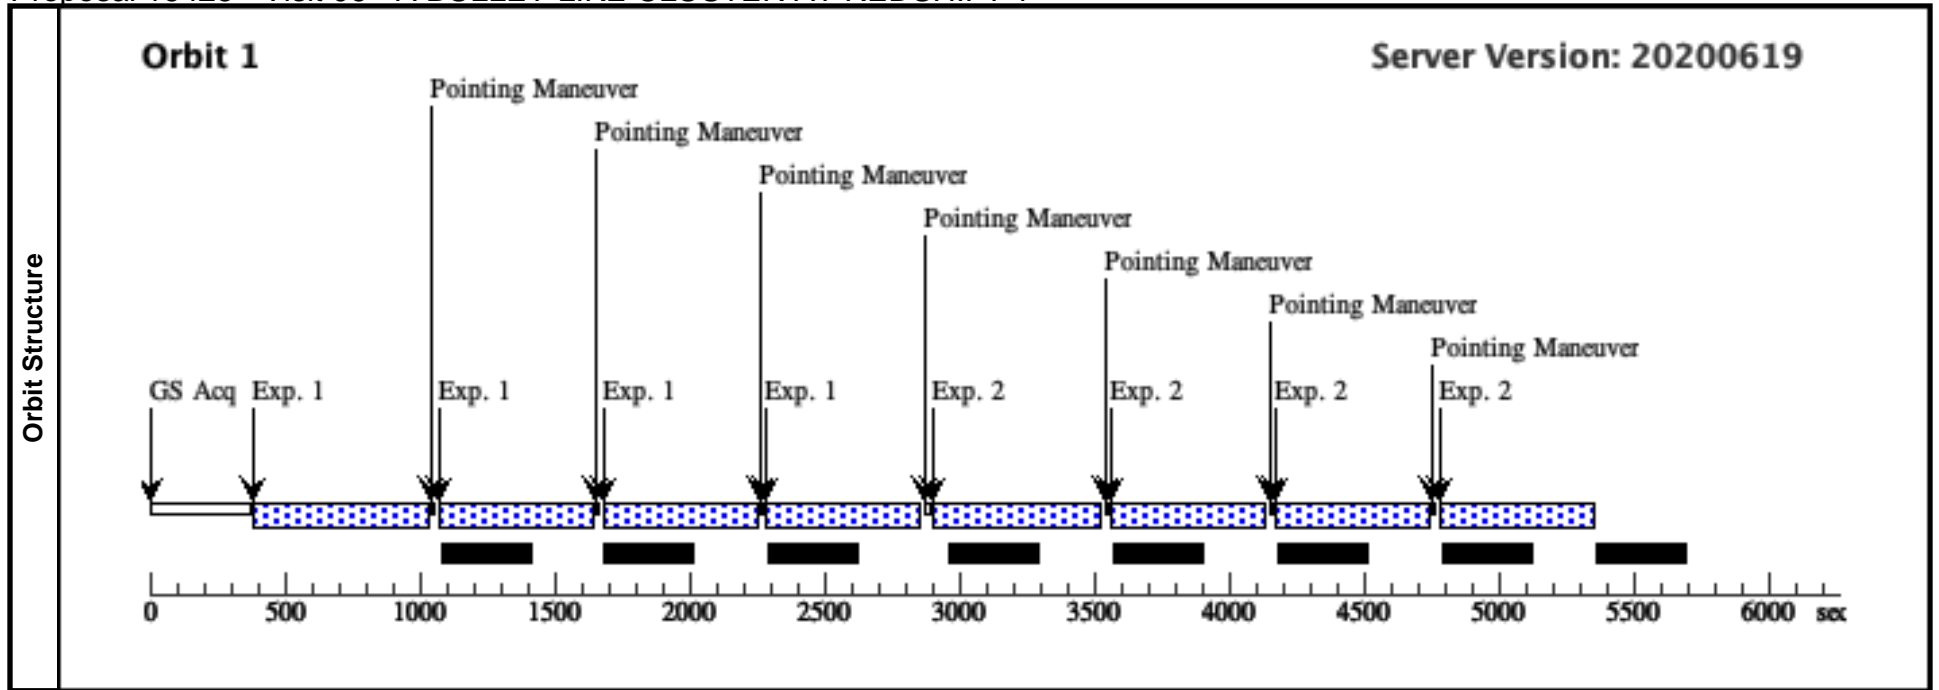 Orbit Structure
Orbit 1
Server Version: 20200619
Pointing Maneuver
Pointing Maneuver
Pointing Maneuver
Pointing Maneuver
Pointing Maneuver
Pointing Maneuver
Pointing Maneuver
GS Acq Exp. 1 Exp. 1 Exp. 1 Exp. 1 Exp. 2 Exp. 2 Exp. 2 Exp. 2
0 500 1000 1500 2000 2500 3000 3500 4000 4500 5000 5500 6000 sec